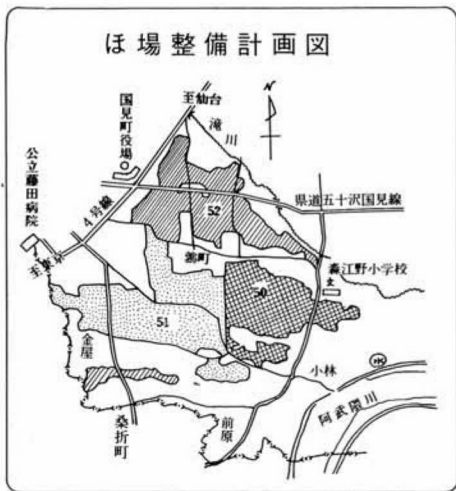 ほ場整備計画図
至仙台
N
滝川
国見町役場
公立藤田病院
4号線
県道五十沢国見線
52
至東京
森江野小学校
50
51
金屋
小林
桑折町
前原
阿武隈川